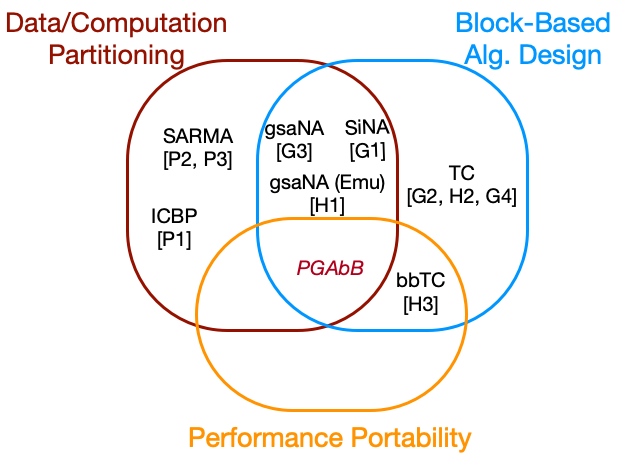 Data/Computation
Partitioning
Block-Based
Alg. Design
SARMA
[P2, P3]
gsaNA
[G3]
SiNA
[G1]
gsaNA (Emu)
[H1]
TC
[G2, H2, G4]
ICBP
[P1]
PGAbB
bbTC
[H3]
Performance Portability